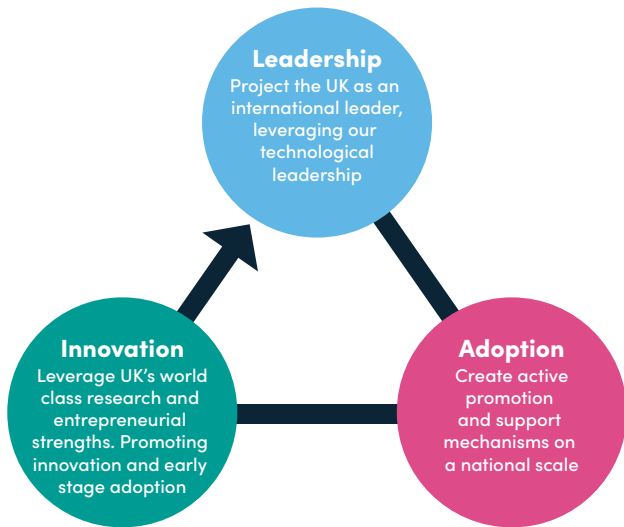 Leadership
Project the UK as an
international leader,
leveraging our
technological
leadership
Innovation
Leverage UK’s world
class research and
entrepreneurial
strengths. Promoting
innovation and early
stage adoption
Adoption
Create active
promotion
and support
mechanisms on
a national scale